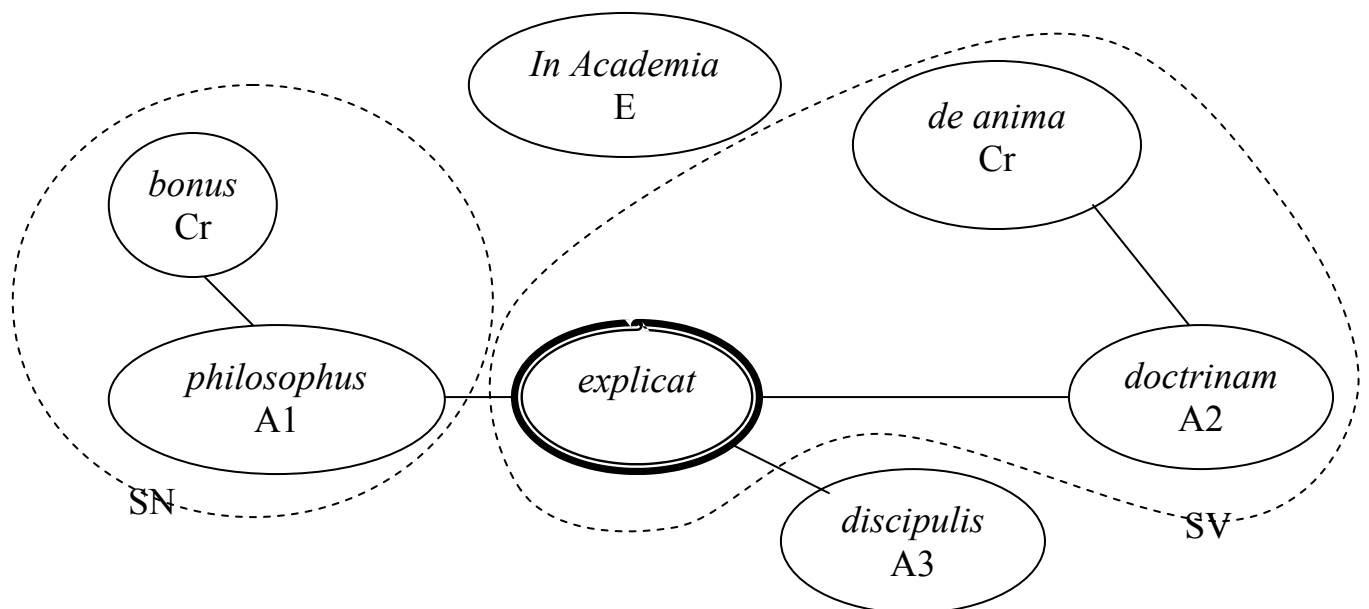 In Academia
E
de anima
Cr
bonus
Cr
philosophus
A1
explicat
doctrinam
A2
SN
discipulis
A3
SV